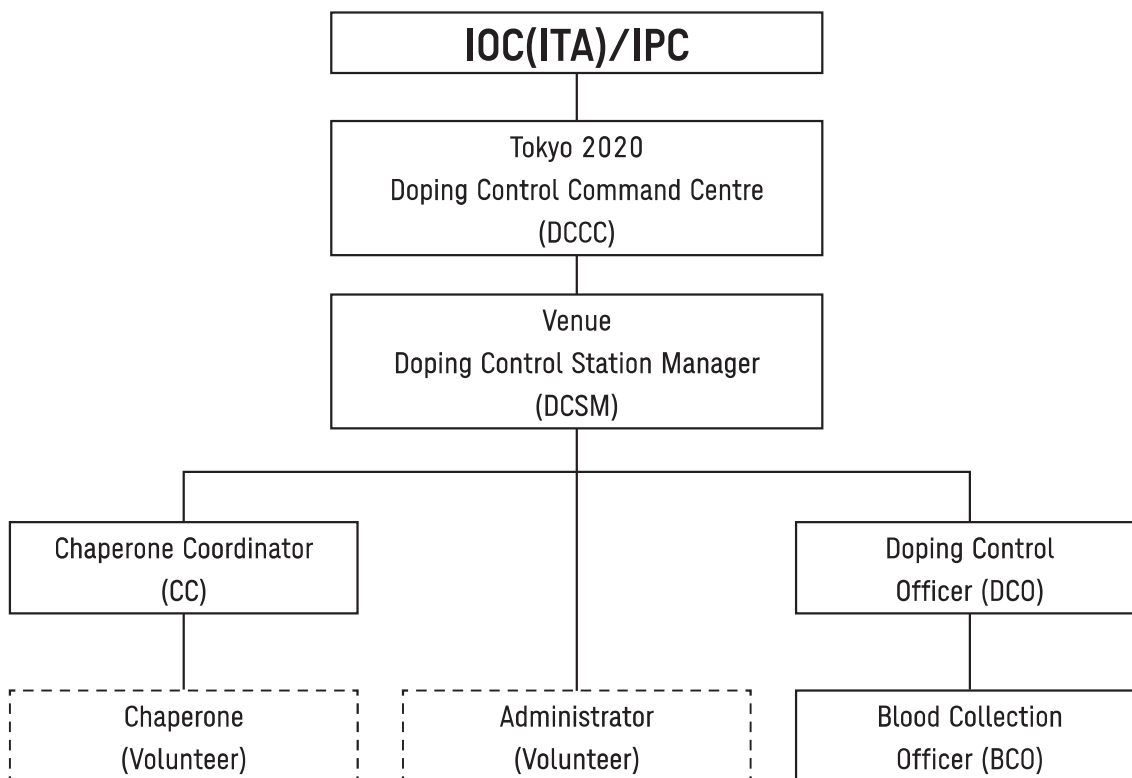 IOC(ITA)/IPC
Tokyo 2020
Doping Control Command Centre
(DCCC)
Venue
Doping Control Station Manager
(DCSM)
Chaperone Coordinator
(CC)
Doping Control
Officer (DCO)
Chaperone
(Volunteer)
Administrator
(Volunteer)
Blood Collection
Officer (BCO)